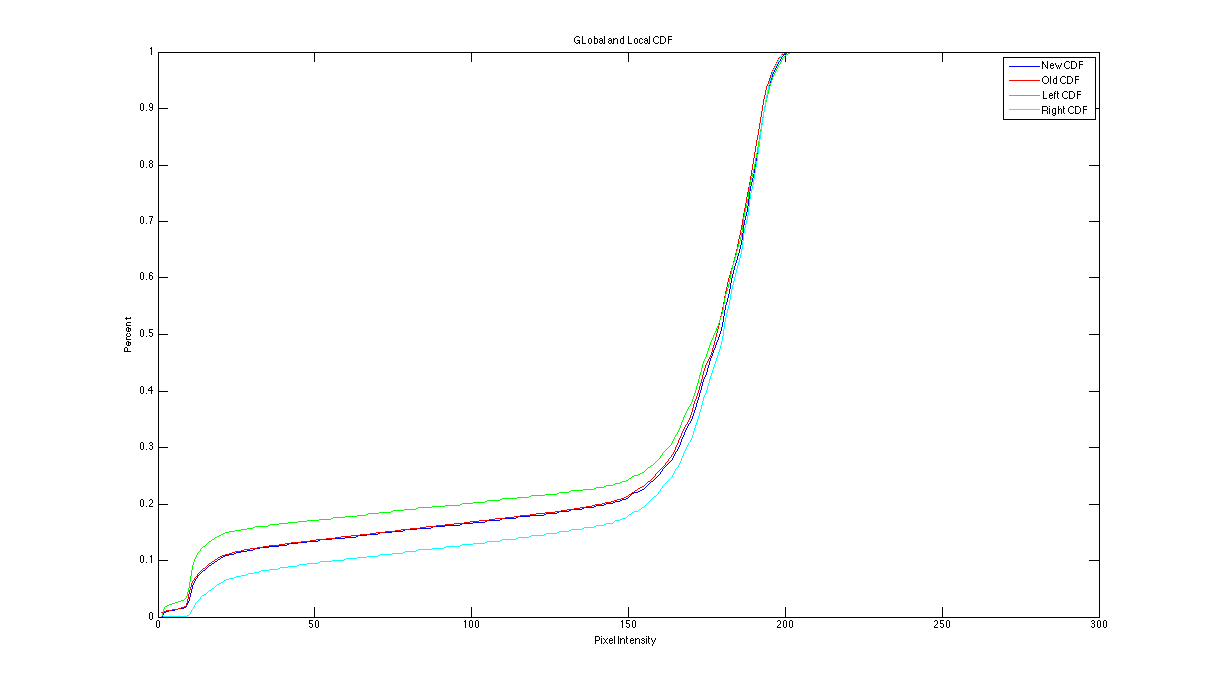 GLobal and Local CDF
1
0.9
0.8
0.7
0.6
0.5
0.4
0.3
0.2
0.1
0
Percent
0
50
100
150
200
250
300
Pixel Intensity
New CDF
Old CDF
Left CDF
Right CDF